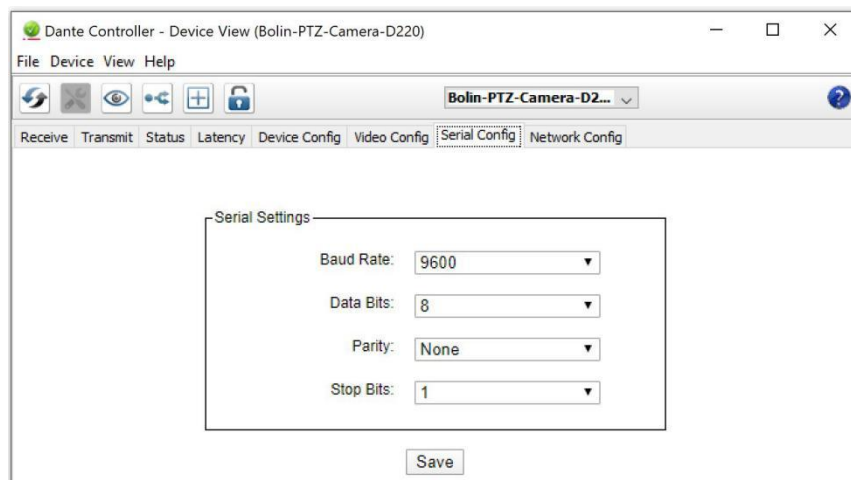 Dante Controller - Device View (Bolin-PTZ-Camera-D220)
File Device View Help
Bolin-PTZ-Camera-D2...
Receive Transmit Status Latency Device Config Video Config Serial Config Network Config
Serial Settings
Baud Rate: 9600
Data Bits: 8
Parity: None
Stop Bits: 1
Save